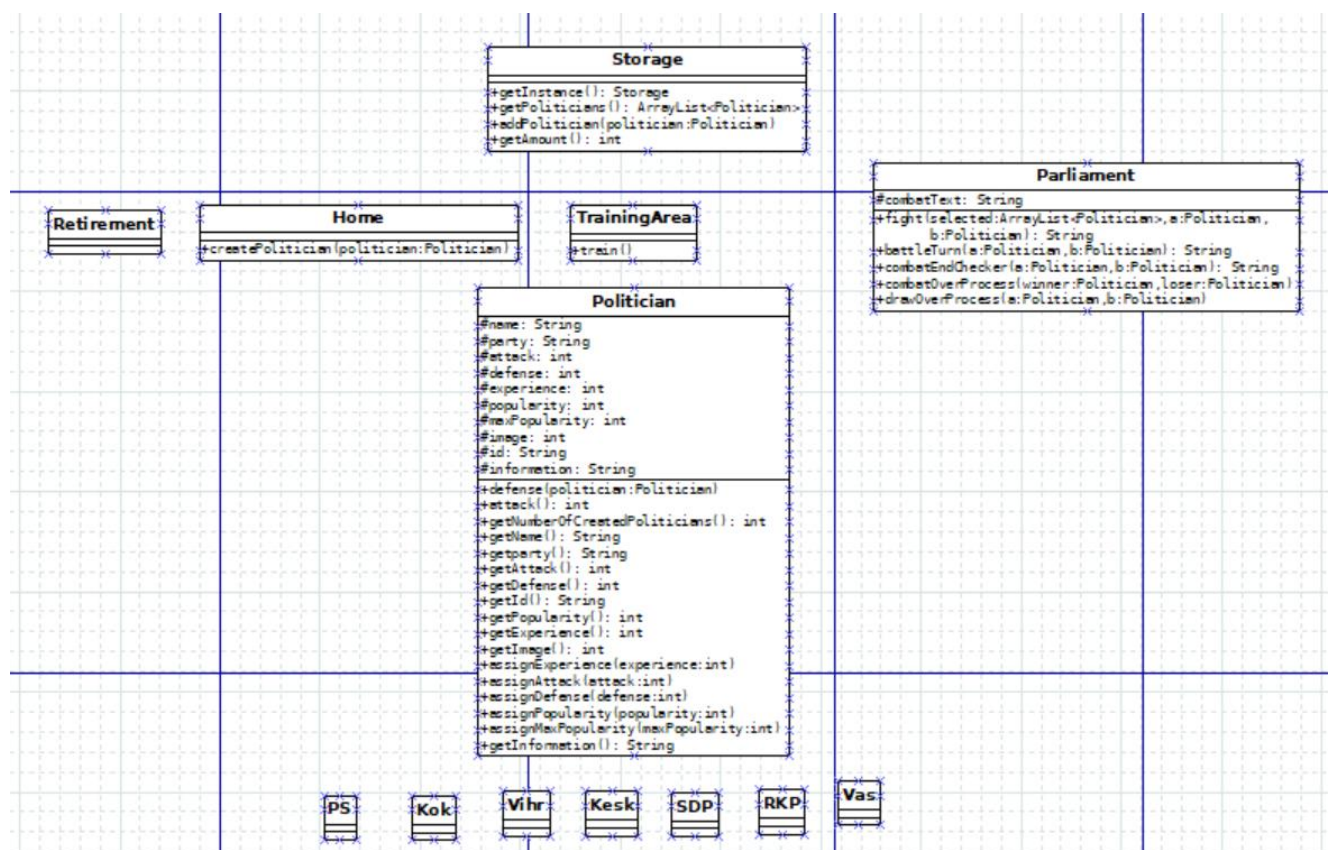 Storage
+getInstance(): Storage
+getPoliticians(): ArrayList<Politician>
+addPolitician(politician:Politician)
+getAmount(): int
Retirement
Home
+createPolitician(politician:Politician)
TrainingArea
+train()
Parliament
#combatText: String
+fight(selected:ArrayList<Politician>,a:Politician,
b:Politician): String
+battleTurn(a:Politician,b:Politician): String
+combatEndChecker(a:Politician,b:Politician): String
+combatOverProcess(winner:Politician,loser:Politician)
+drawOverProcess(a:Politician,b:Politician)
Politician
#name: String
#party: String
#attack: int
#defense: int
#experience: int
#popularity: int
#maxPopularity: int
#image: int
#id: String
#information: String
+defense(politician:Politician)
+attack(): int
+getNumberOfCreatedPoliticians(): int
+getName(): String
+getparty(): String
+getAttack(): int
+getDefense(): int
+getId(): String
+getPopularity(): int
+getExperience(): int
+getImage(): int
+assignExperience(experience:int)
+assignAttack(attack:int)
+assignDefense(defense:int)
+assignPopularity(popularity:int)
+assignMaxPopularity(maxPopularity:int)
+getInformation(): String
PS
Kok
Vihr
Kesk
SDP
RKP
Vas